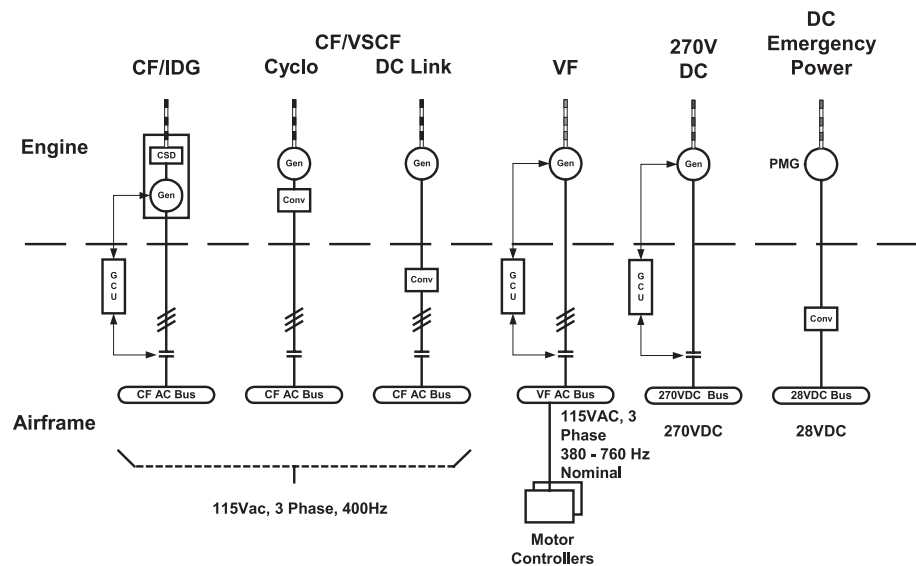 CF/IDG
CF/VSCF
Cyclo
DC Link
VF
270V
DC
DC
Emergency
Power
Engine
CSD
Gen
Gen
Conv
Gen
Gen
Gen
PMG
G
C
U
Conv
G
C
U
G
C
U
Conv
CF AC Bus
CF AC Bus
CF AC Bus
VF AC Bus
270VDC Bus
28VDC Bus
Airframe
115VAC, 3
Phase
380 - 760 Hz
Nominal
270VDC
28VDC
115Vac, 3 Phase, 400Hz
Motor
Controllers